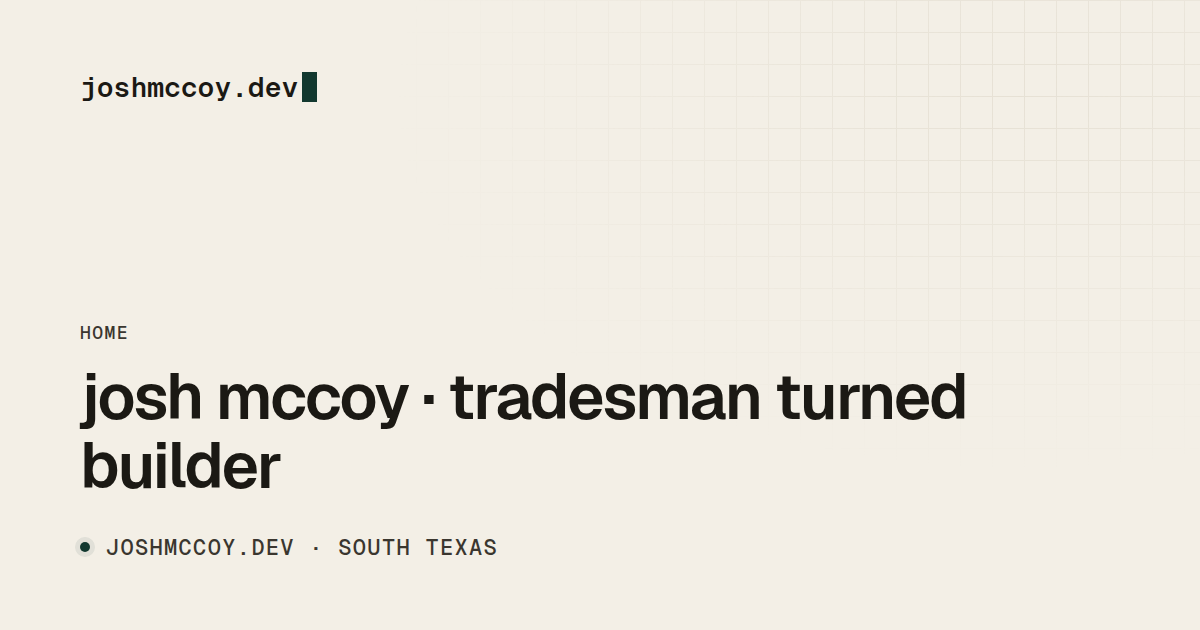 joshmccoy.dev
HOME
josh mccoy · tradesman turned
builder
JOSHMCCOY.DEV · SOUTH TEXAS